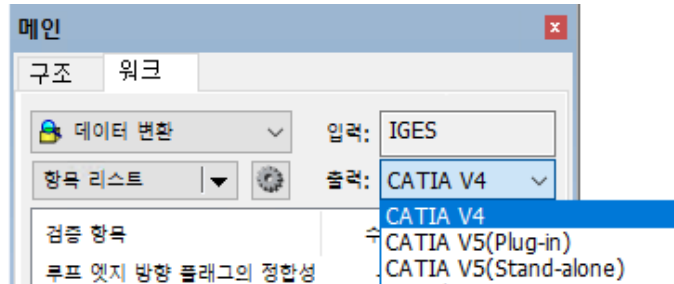 메인
구조 워크
데이터 변환 입력: IGES
항목 리스트 출력: CATIA V4
CATIA V4
검증 항목
CATIA V5(Plug-in)
루프 엣지 방향 플래그의 정합성 CATIA V5(Stand-alone)